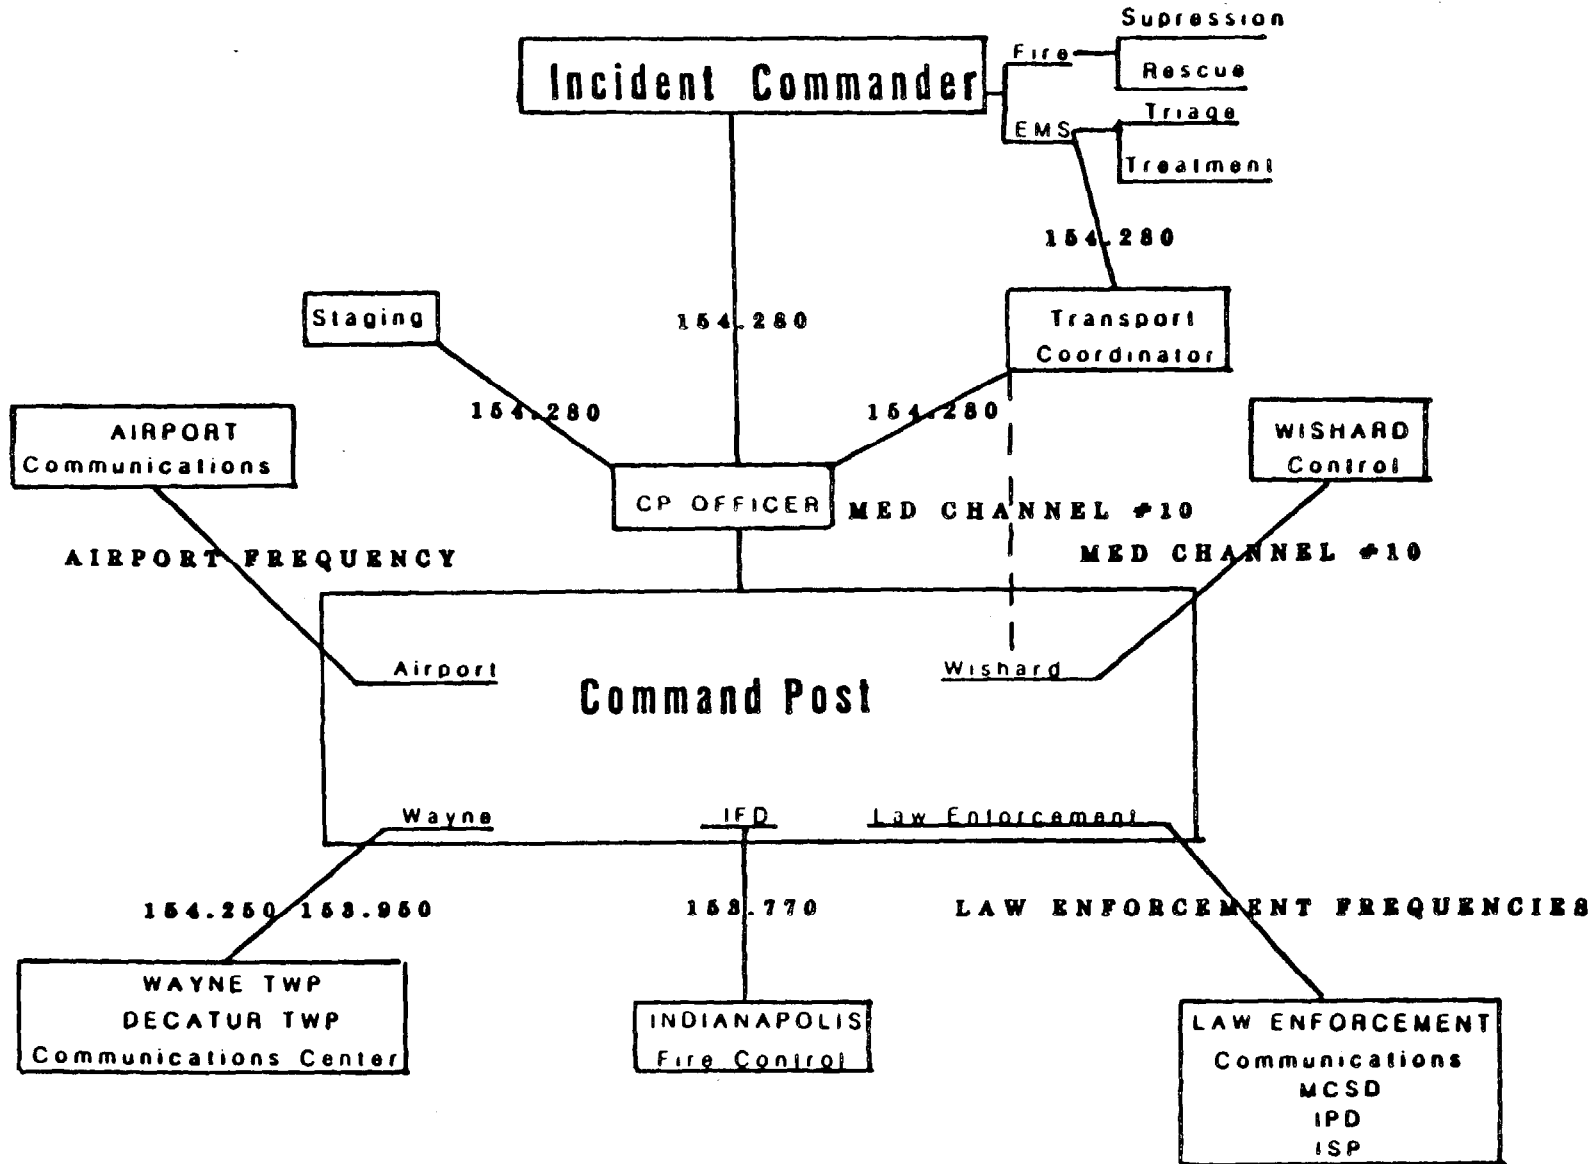 Supression
Fire
Incident Commander
Rescue
Triage
EMS
Treatment
154.280
Staging
154.280
Transport
Coordinator
154.280
154.280
AIRPORT
Communications
WISHARD
Control
CP OFFICER
MED CHANNEL #10
AIRPORT FREQUENCY
MED CHANNEL #10
Airport
Wishard
Command Post
Wayne
IFD
Law Enforcement
154.250 153.950
153.770
LAW ENFORCEMENT FREQUENCIES
WAYNE TWP
DECATUR TWP
Communications Center
INDIANAPOLIS
Fire Control
LAW ENFORCEMENT
Communications
MCSD
IPD
ISP